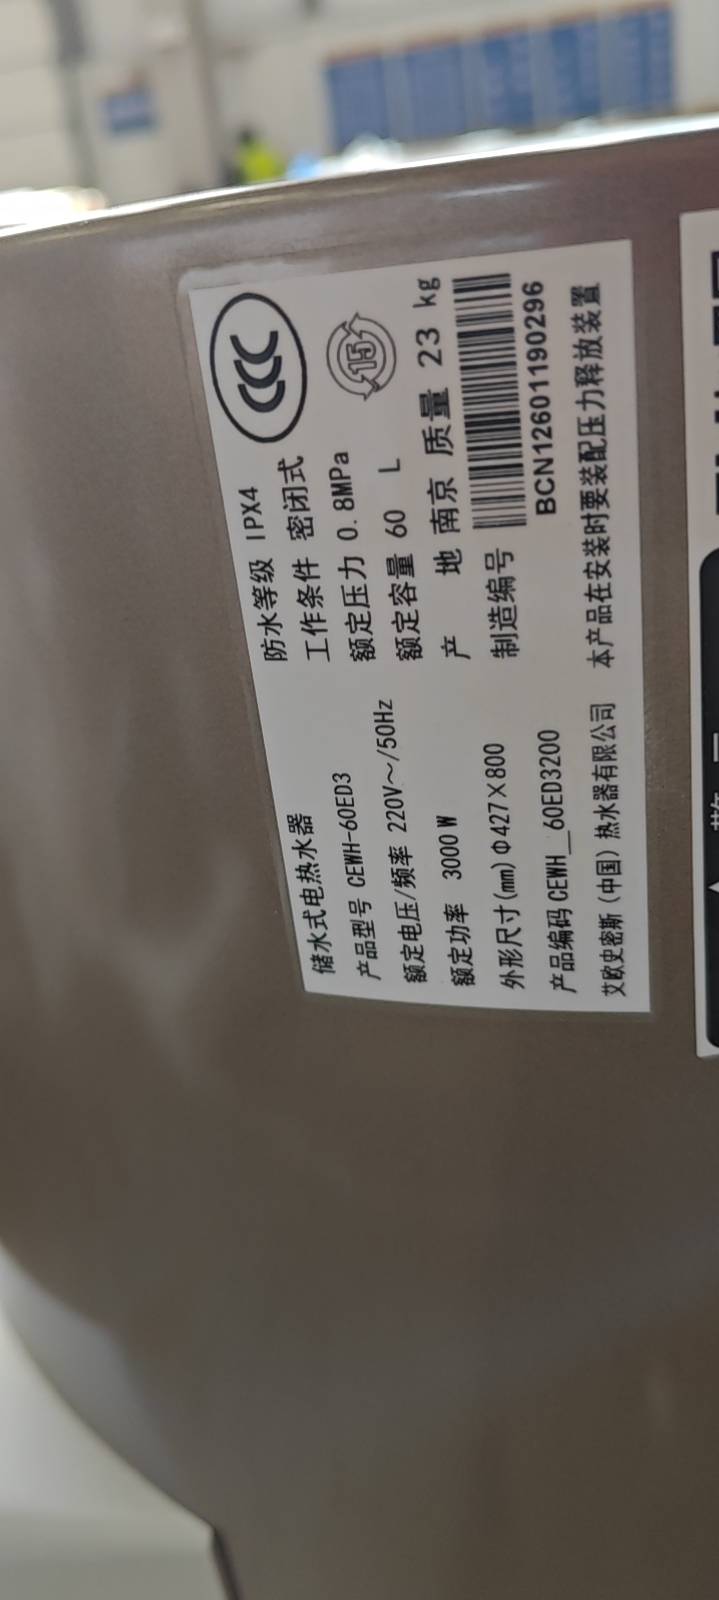 储水式电热水器
产品型号 CEWH-60ED3
额定电压/频率 220V～/50Hz
额定功率 3000W
外形尺寸(mm) Φ427×800
产品编码 CEWH_60ED3200
艾欧史密斯（中国）热水器有限公司
防水等级 IPX4
工作条件 密闭式
额定压力 0.8MPa
额定容量 60 L
产 地 南京 质量 23 kg
制造编号
BCN12601190296
本产品在安装时要装配压力释放装置
CCC
15